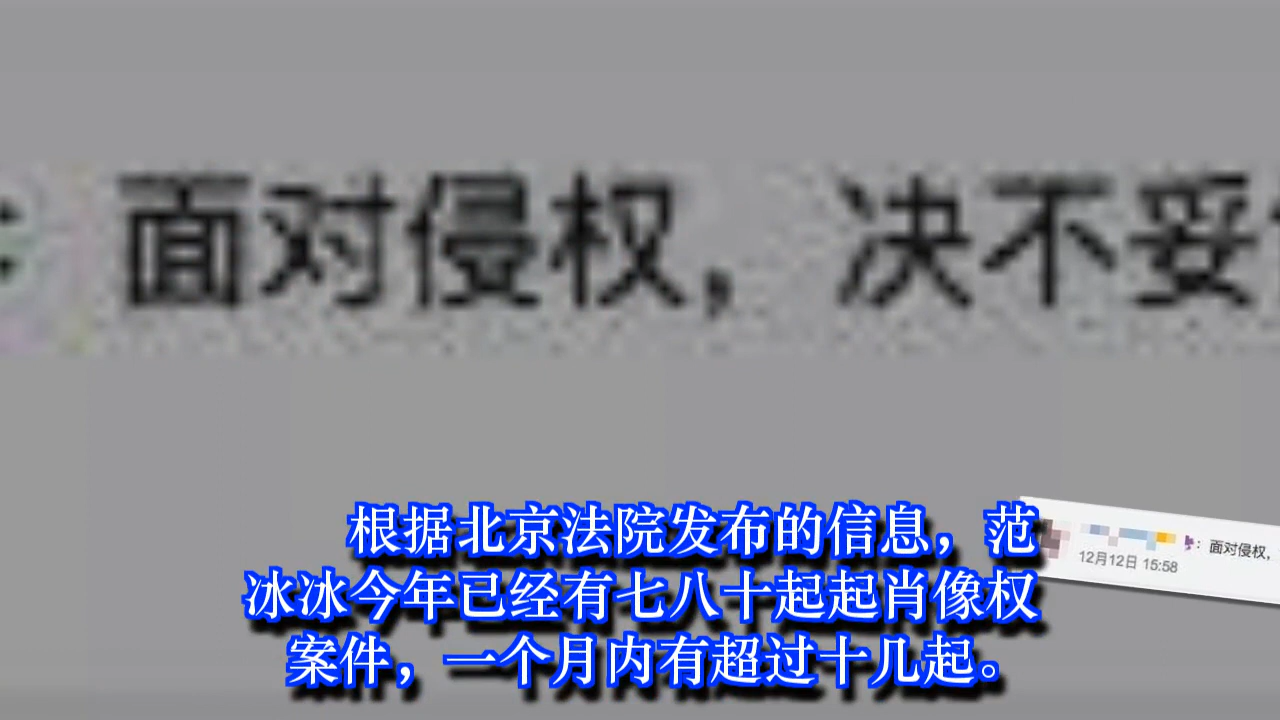 ：面对侵权，决不妥
根据北京法院发布的信息，范
冰冰今年已经有七八十起起肖像权
案件，一个月内有超过十几起。
：面对侵权，
12月12日 15:58